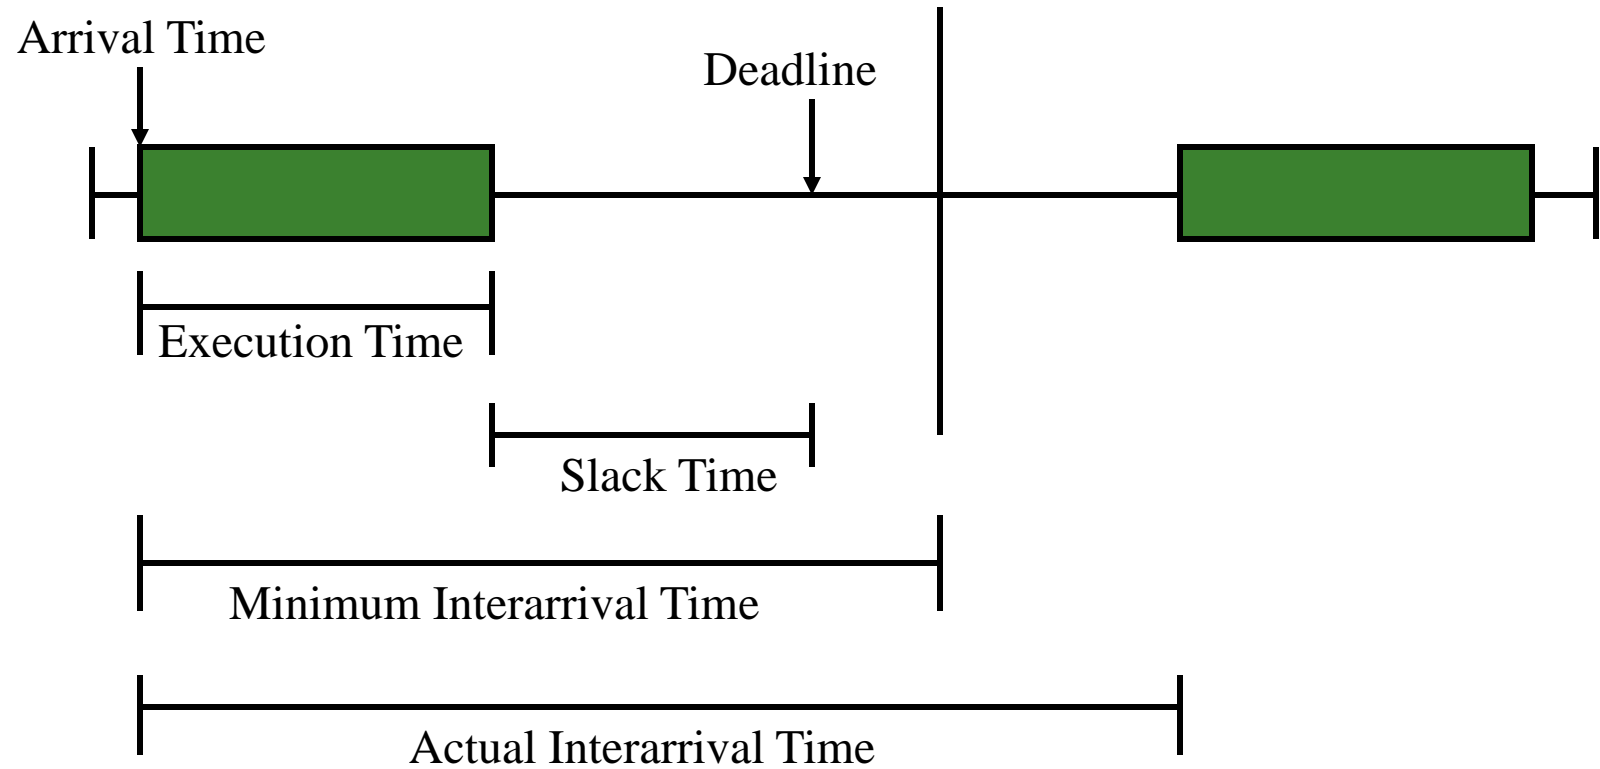 Arrival Time
Deadline
Execution Time
Slack Time
Minimum Interarrival Time
Actual Interarrival Time